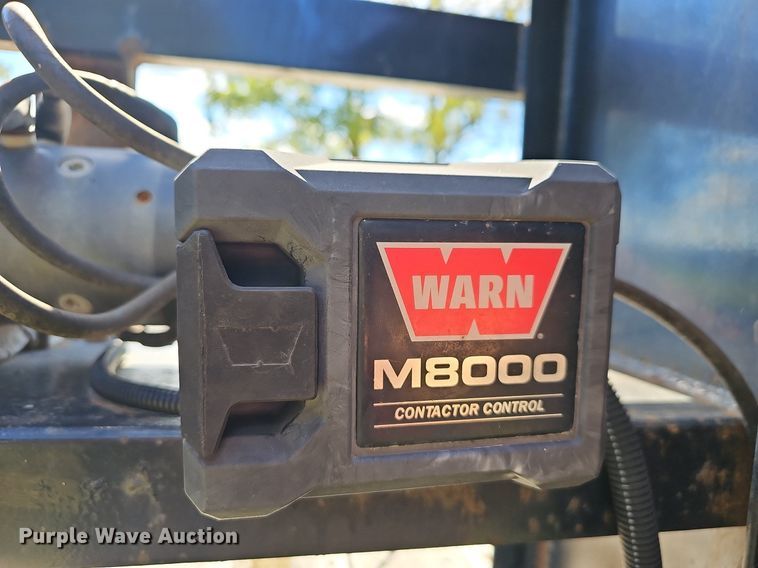 WARN
M8000
CONTACTOR CONTROL
Purple Wave Auction